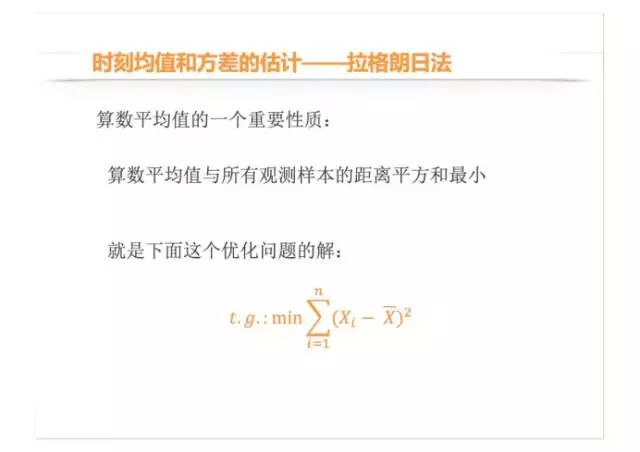 时刻均值和方差的估计——拉格朗日法
算数平均值的一个重要性质：
算数平均值与所有观测样本的距离平方和最小
就是下面这个优化问题的解：
t.g.:min∑_{i=1}^{n}(X_i − X̅)²